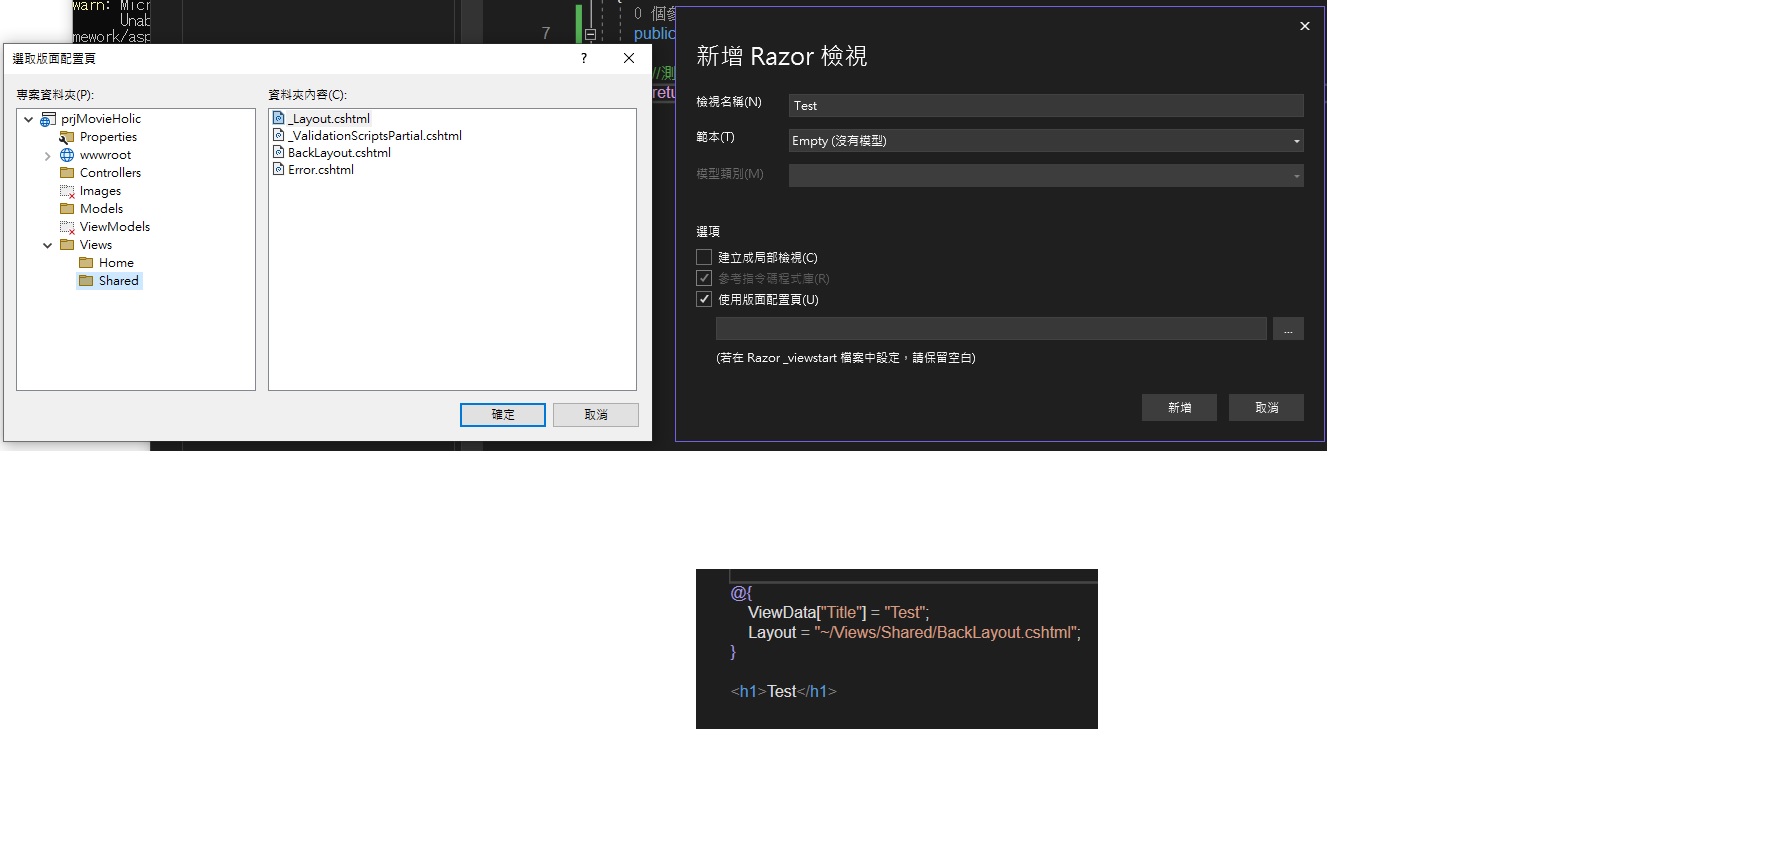 warn: Micr
Unab
mework/asp
7
0 個參
public
//測
retu
選取版面配置頁
?
專案資料夾(P):
prjMovieHolic
Properties
wwwroot
Controllers
Images
Models
ViewModels
Views
Home
Shared
資料夾內容(C):
_Layout.cshtml
_ValidationScriptsPartial.cshtml
BackLayout.cshtml
Error.cshtml
確定
取消
新增 Razor 檢視
檢視名稱(N)
Test
範本(T)
Empty (沒有模型)
模型類別(M)
選項
建立成局部檢視(C)
參考指令碼程式庫(R)
使用版面配置頁(U)
...
(若在 Razor _viewstart 檔案中設定，請保留空白)
新增
取消
@{
ViewData["Title"] = "Test";
Layout = "~/Views/Shared/BackLayout.cshtml";
}
<h1>Test</h1>